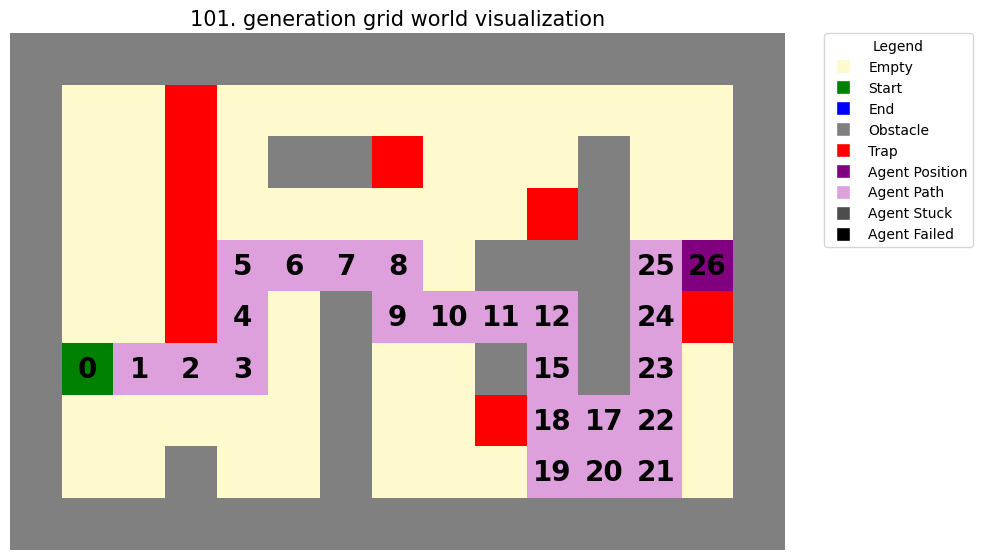 101. generation grid world visualization
Legend
Empty
Start
End
Obstacle
Trap
Agent Position
Agent Path
Agent Stuck
Agent Failed
5 6 7 8 25 26
4 9 10 11 12 24
0 1 2 3 15 23
18 17 22
19 20 21